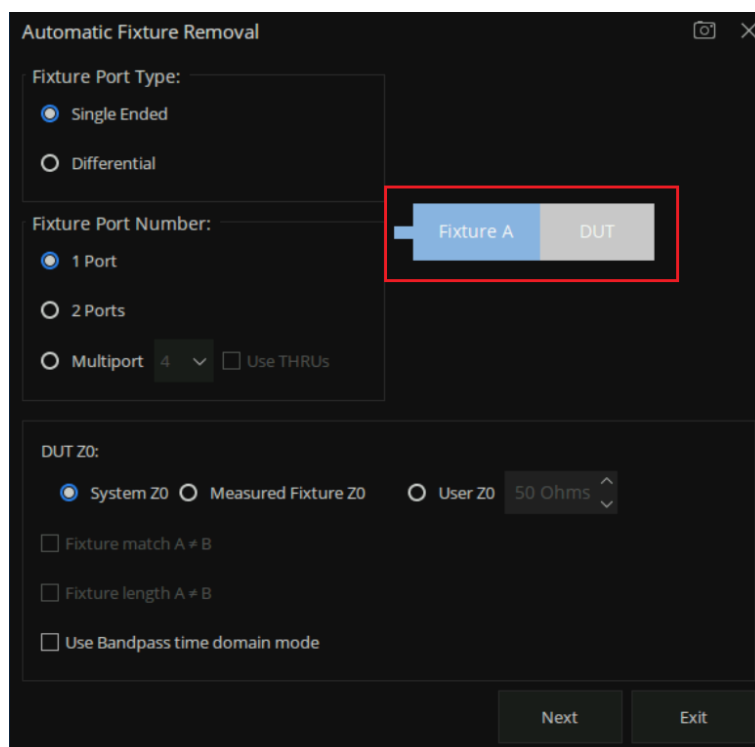 Automatic Fixture Removal
Fixture Port Type:
Single Ended
Differential
Fixture Port Number:
1 Port
2 Ports
Multiport 4 Use THRUs
Fixture A DUT
DUT Z0:
System Z0 Measured Fixture Z0 User Z0 50 Ohms
Fixture match A ≠ B
Fixture length A ≠ B
Use Bandpass time domain mode
Next Exit